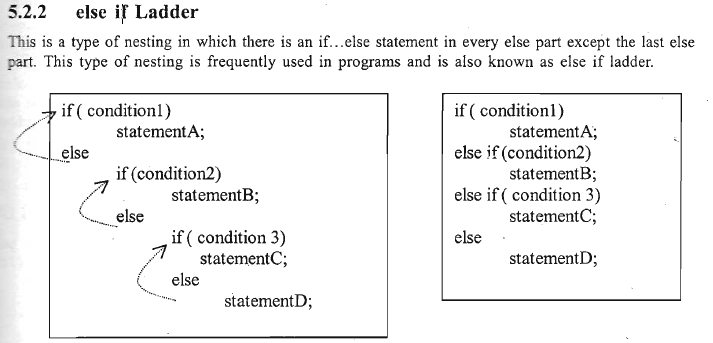 5.2.2 else if Ladder
This is a type of nesting in which there is an if...else statement in every else part except the last else
part. This type of nesting is frequently used in programs and is also known as else if ladder.
if ( condition1)
statementA;
else
if (condition2)
statementB;
else
if ( condition 3)
statementC;
else
statementD;
if ( condition1)
statementA;
else if (condition2)
statementB;
else if ( condition 3)
statementC;
else
statementD;